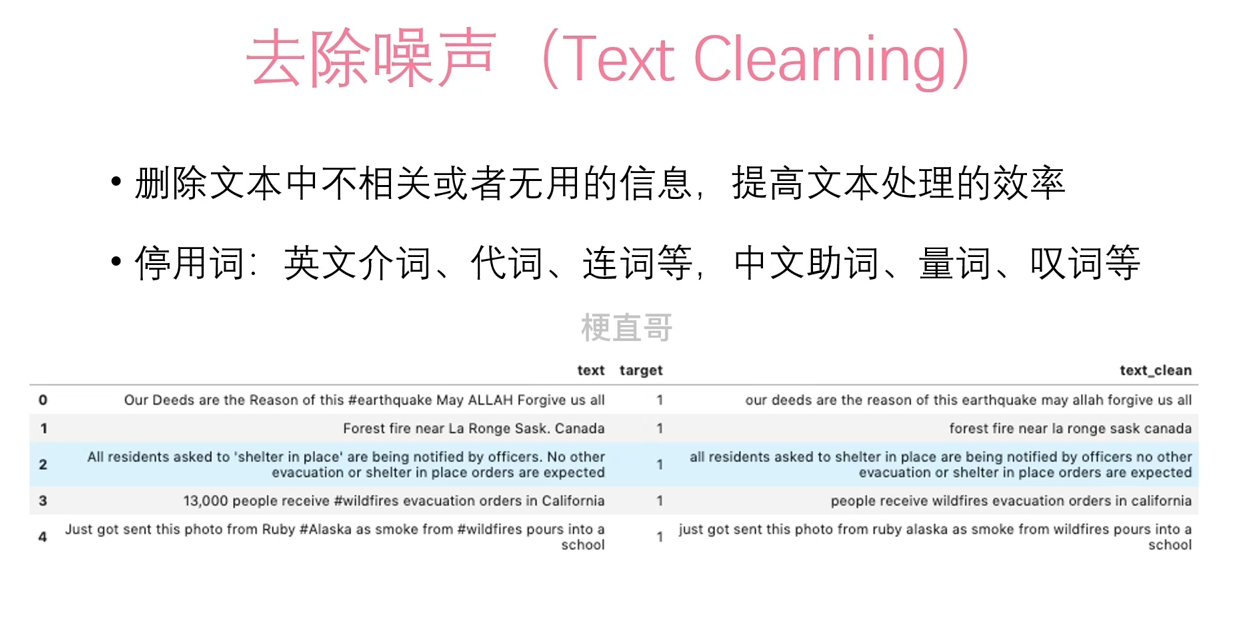 去除噪声（Text Clearning）
• 删除文本中不相关或者无用的信息，提高文本处理的效率
• 停用词：英文介词、代词、连词等，中文助词、量词、叹词等
梗直哥
text target text_clean
0 Our Deeds are the Reason of this #earthquake May ALLAH Forgive us all 1 our deeds are the reason of this earthquake may allah forgive us all
1 Forest fire near La Ronge Sask. Canada 1 forest fire near la ronge sask canada
2 All residents asked to 'shelter in place' are being notified by officers. No other 1 all residents asked to shelter in place are being notified by officers no other
evacuation or shelter in place orders are expected evacuation or shelter in place orders are expected
3 13,000 people receive #wildfires evacuation orders in California 1 people receive wildfires evacuation orders in california
4 Just got sent this photo from Ruby #Alaska as smoke from #wildfires pours into a 1 just got sent this photo from ruby alaska as smoke from wildfires pours into a
school school